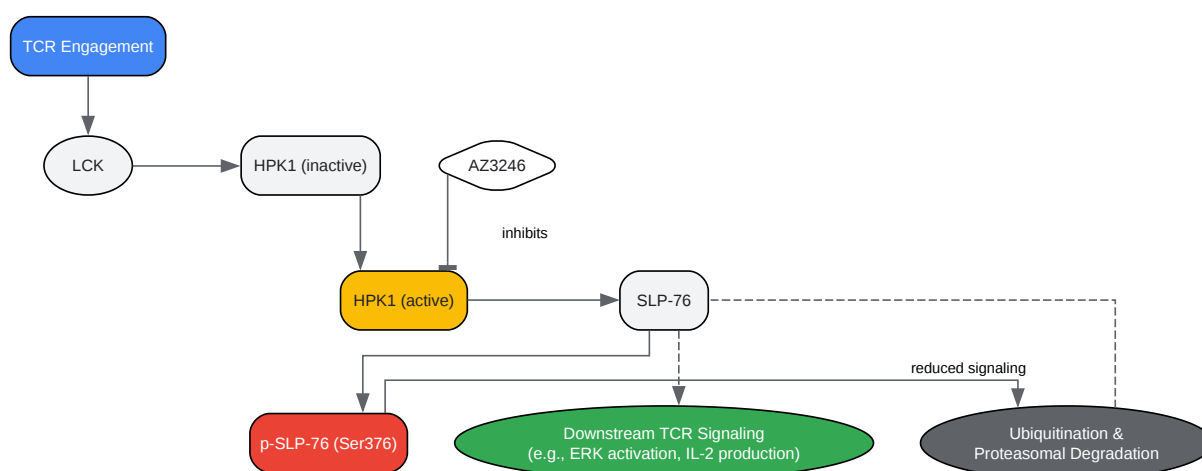 TCR Engagement
LCK
HPK1 (inactive)
AZ3246
inhibits
HPK1 (active)
SLP-76
reduced signaling
p-SLP-76 (Ser376)
Downstream TCR Signaling
(e.g., ERK activation, IL-2 production)
Ubiquitination &
Proteasomal Degradation